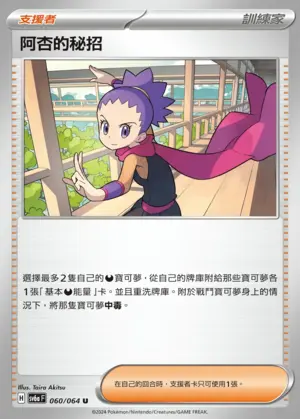 支援者 訓練家
阿杏的秘招
選擇最多2隻自己的寶可夢,從自己的牌庫附給那些寶可夢各
1張「基本能量」卡。並且重洗牌庫。附於戰鬥寶可夢身上的情
況下,將那隻寶可夢中毒。
Illus. Taira Akitsu
H SV6a F 060/064 U
在自己的回合時,支援者卡只可使用1張。
©2024 Pokémon/Nintendo/Creatures/GAME FREAK.